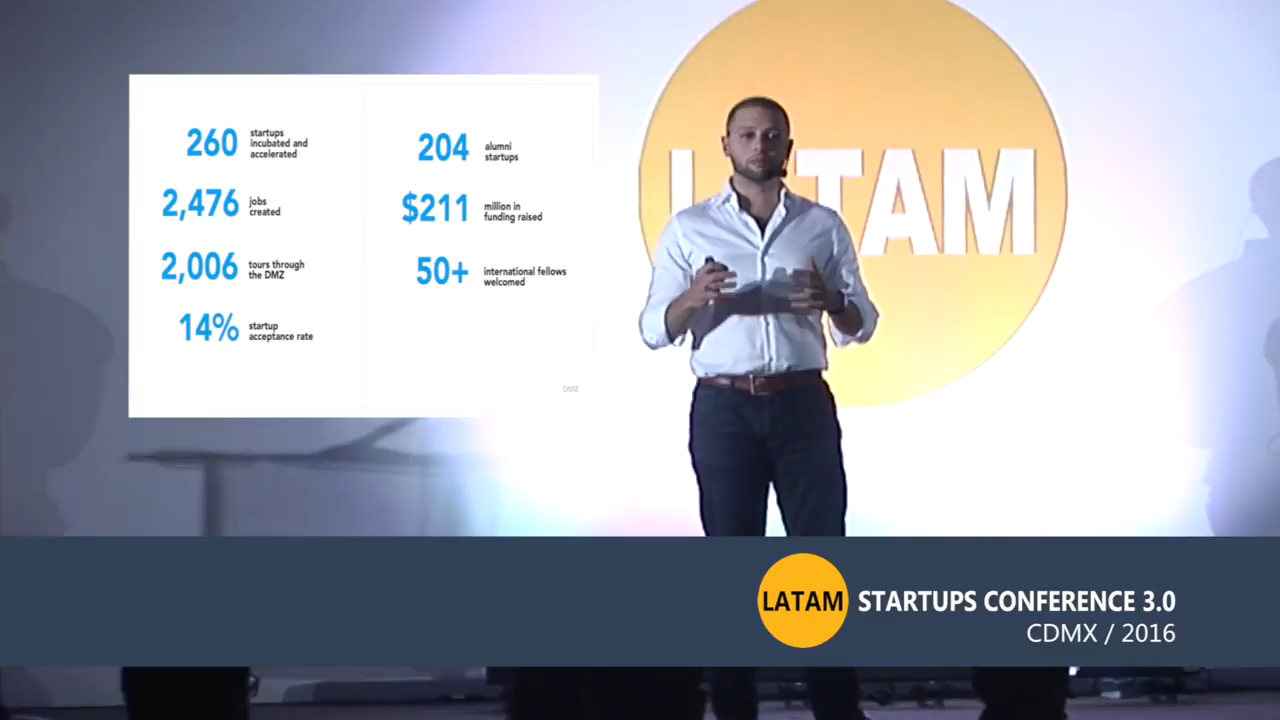 260
startups
incubated and
accelerated
2,476
jobs
created
2,006
tours through
the DMZ
14%
startup
acceptance rate
204
alumni
startups
$211
million in
funding raised
50+
international fellows
welcomed
DMZ
LATAM
LATAM
STARTUPS CONFERENCE 3.0
CDMX / 2016